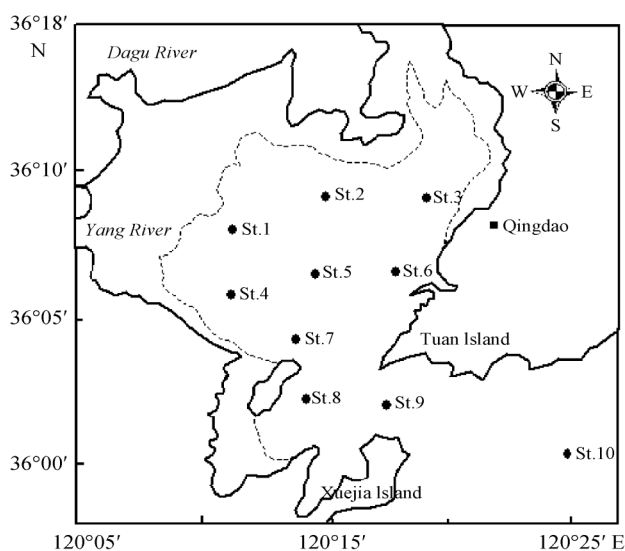 36°18′
N
Dagu River
N
W E
S
36°10′
St.2
St.3
Yang River
St.1
Qingdao
St.5
St.6
St.4
36°05′
St.7
Tuan Island
St.8
St.9
36°00′
St.10
Xuejia Island
120°05′ 120°15′ 120°25′ E